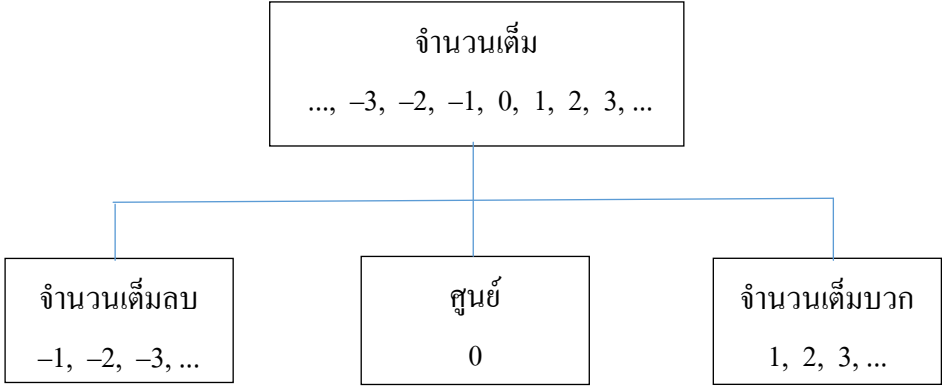 จำนวนเต็ม
..., –3, –2, –1, 0, 1, 2, 3, ...
จำนวนเต็มลบ
–1, –2, –3, ...
ศูนย์
0
จำนวนเต็มบวก
1, 2, 3, ...